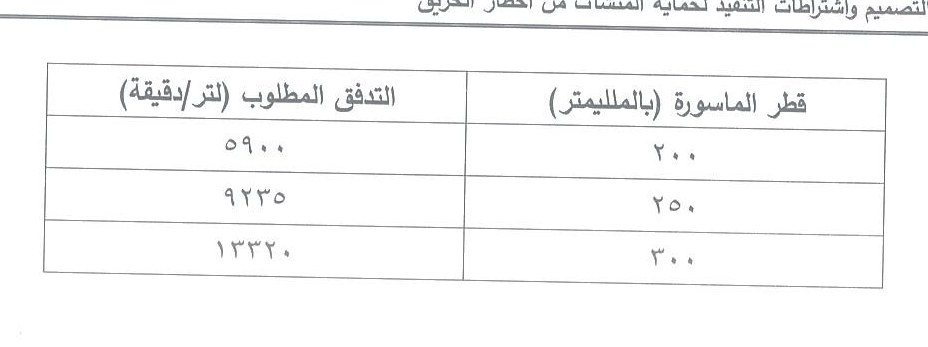 التصميم واشتراطات التنفيذ لحماية المنشآت من أخطار الحريق
قطر الماسورة (بالملليمتر) التدفق المطلوب (لتر/دقيقة)
٢٠٠ ٥٩٠٠
٢٥٠ ٩٢٣٥
٣٠٠ ١٣٣٢٠